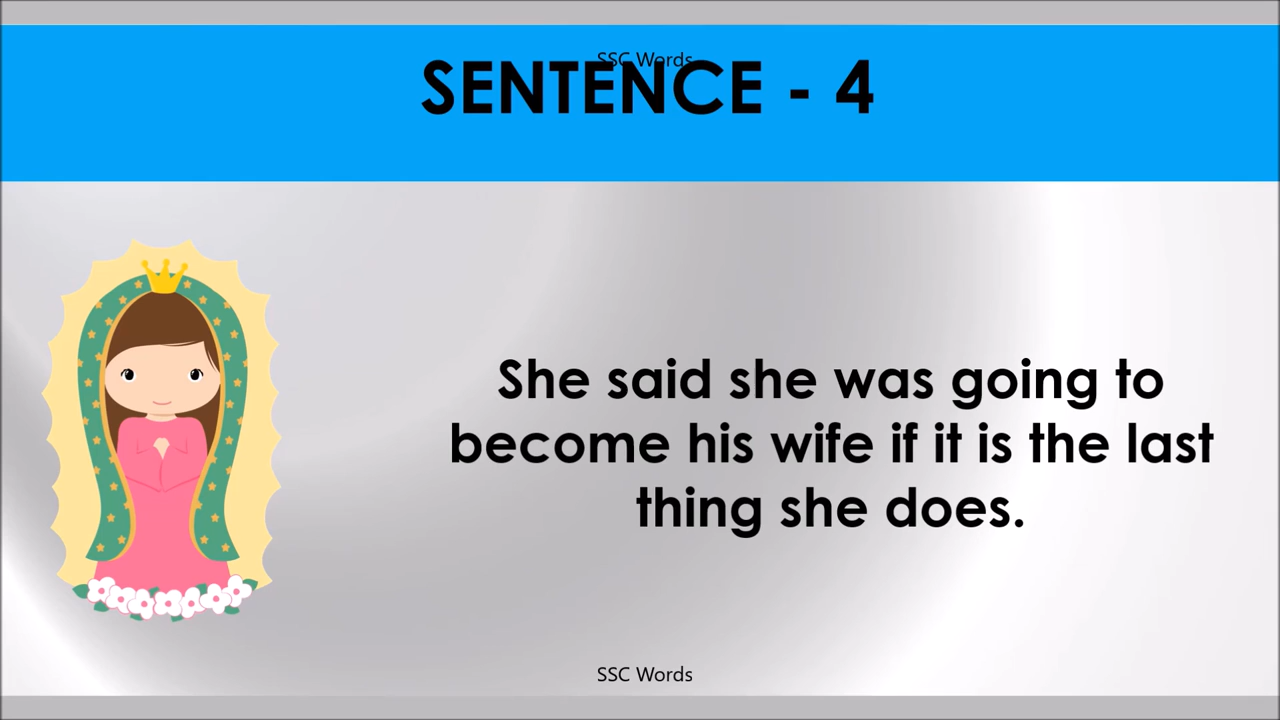 SSC Words
SENTENCE - 4
She said she was going to
become his wife if it is the last
thing she does.
SSC Words